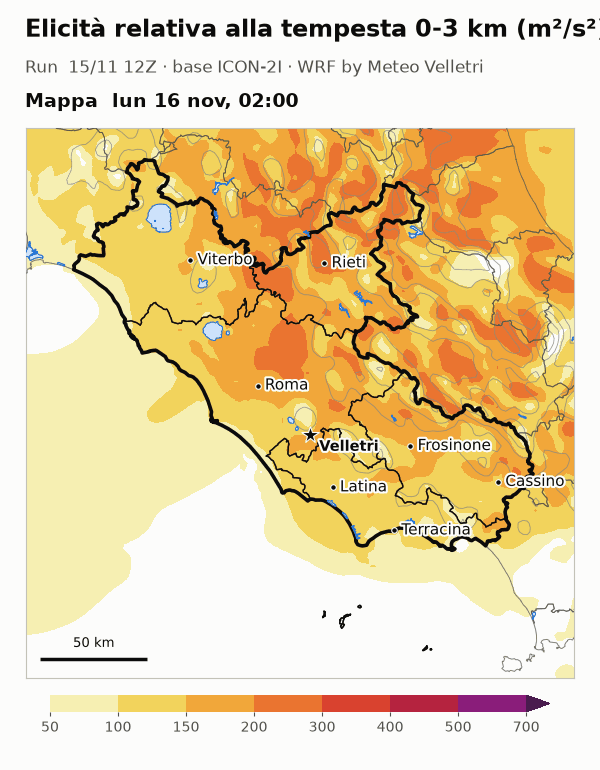 Elicità relativa alla tempesta 0-3 km (m²/s²)
Run  15/11 12Z · base ICON-2I · WRF by Meteo Velletri
Mappa  lun 16 nov, 02:00
Viterbo
Rieti
Roma
Velletri
Frosinone
Latina
Cassino
Terracina
50 km
50 100 150 200 300 400 500 700